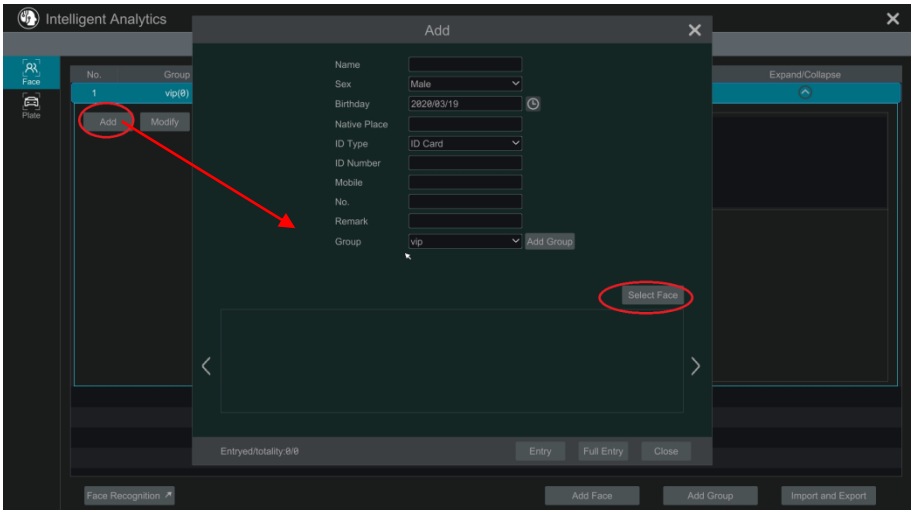 Intelligent Analytics
Add
Face
Plate
No. Group Expand/Collapse
1 vip(0)
Add Modify
Name
Sex Male
Birthday 2020/03/19
Native Place
ID Type ID Card
ID Number
Mobile
No.
Remark
Group vip Add Group
Select Face
Entryed/totality:0/0 Entry Full Entry Close
Face Recognition Add Face Add Group Import and Export